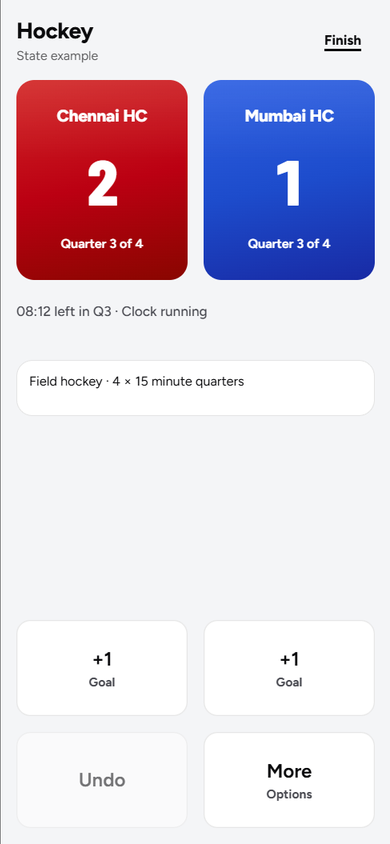 Hockey
State example
Finish
Chennai HC
2
Quarter 3 of 4
Mumbai HC
1
Quarter 3 of 4
08:12 left in Q3 · Clock running
Field hockey · 4 × 15 minute quarters
+1
Goal
+1
Goal
Undo
More
Options